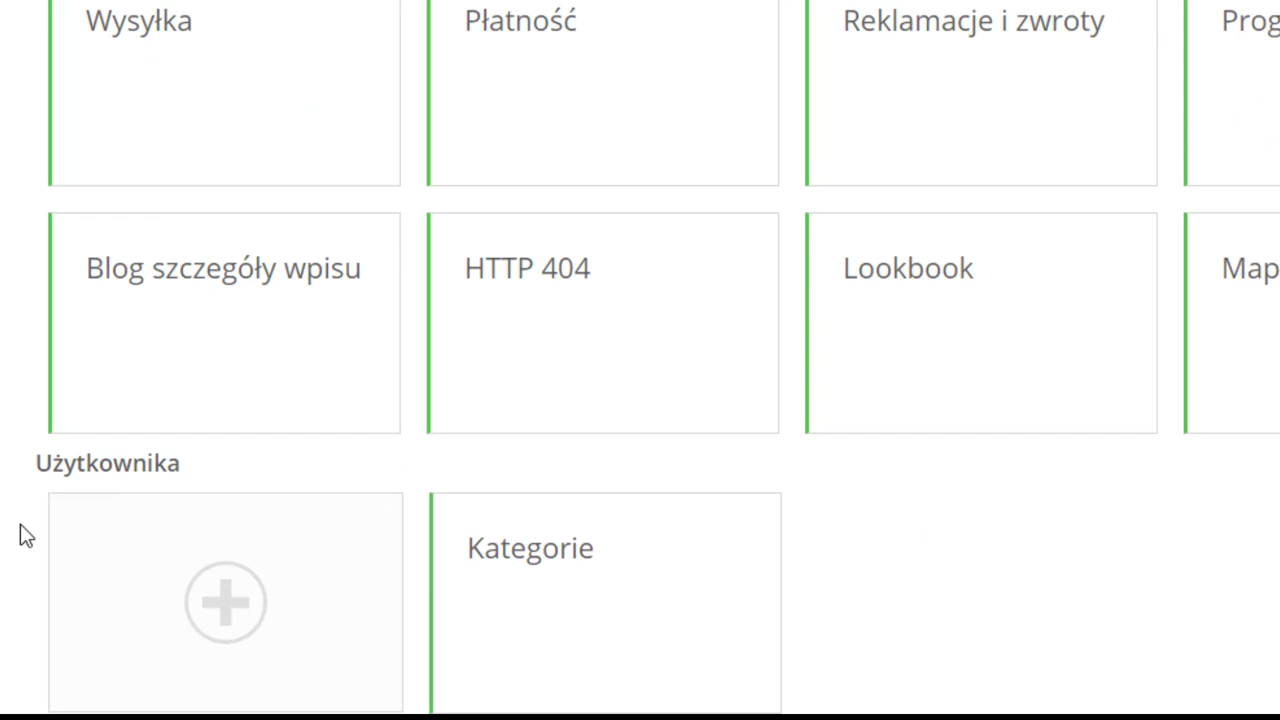 Wysyłka
Płatność
Reklamacje i zwroty
Blog szczegóły wpisu
HTTP 404
Lookbook
Użytkownika
Kategorie